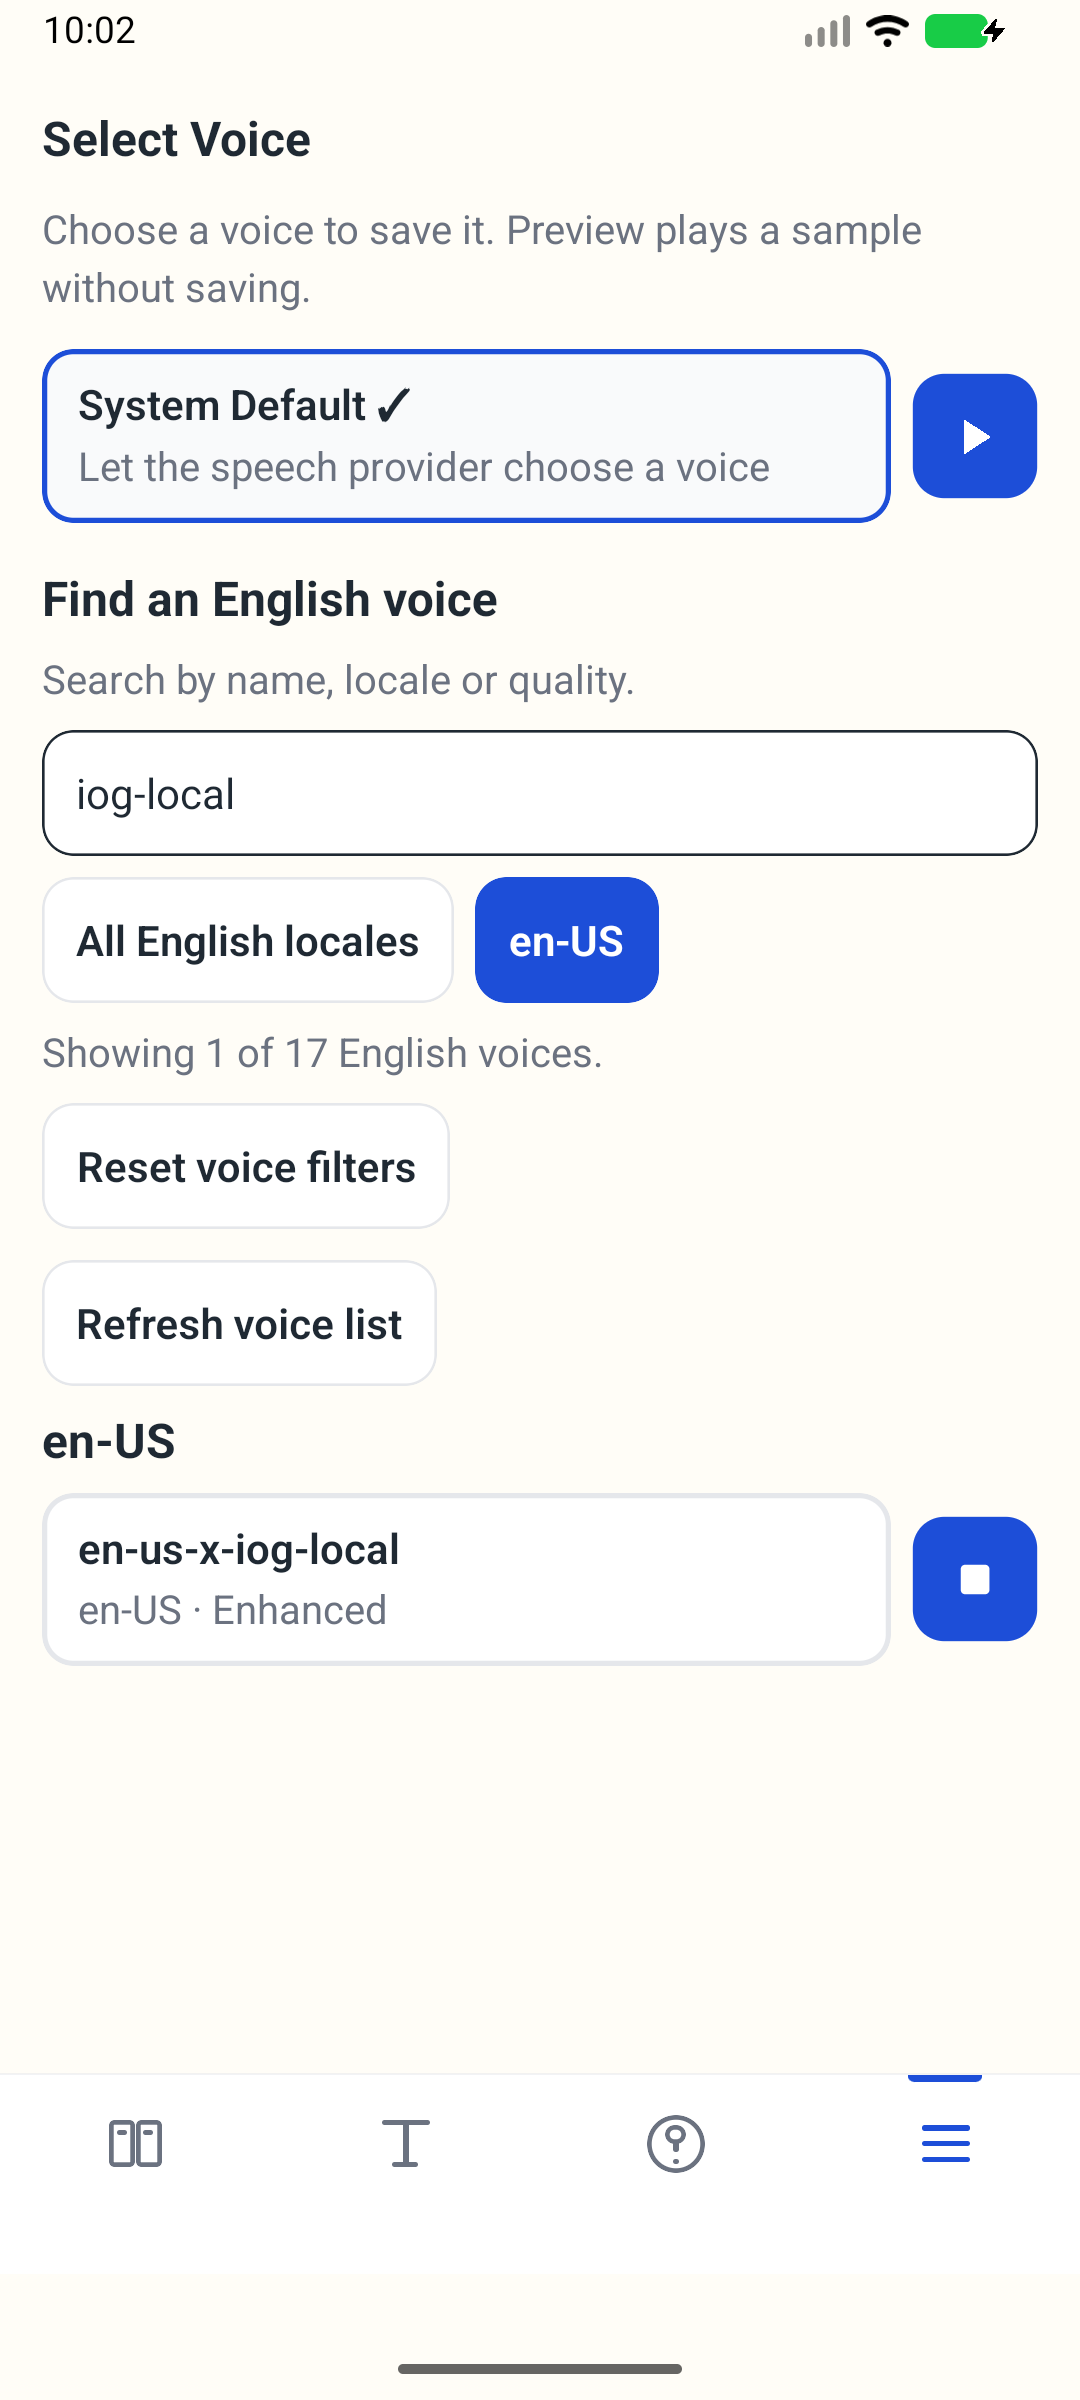 10:02
Select Voice
Choose a voice to save it. Preview plays a sample
without saving.
System Default ✓
Let the speech provider choose a voice
Find an English voice
Search by name, locale or quality.
iog-local
All English locales
en-US
Showing 1 of 17 English voices.
Reset voice filters
Refresh voice list
en-US
en-us-x-iog-local
en-US · Enhanced